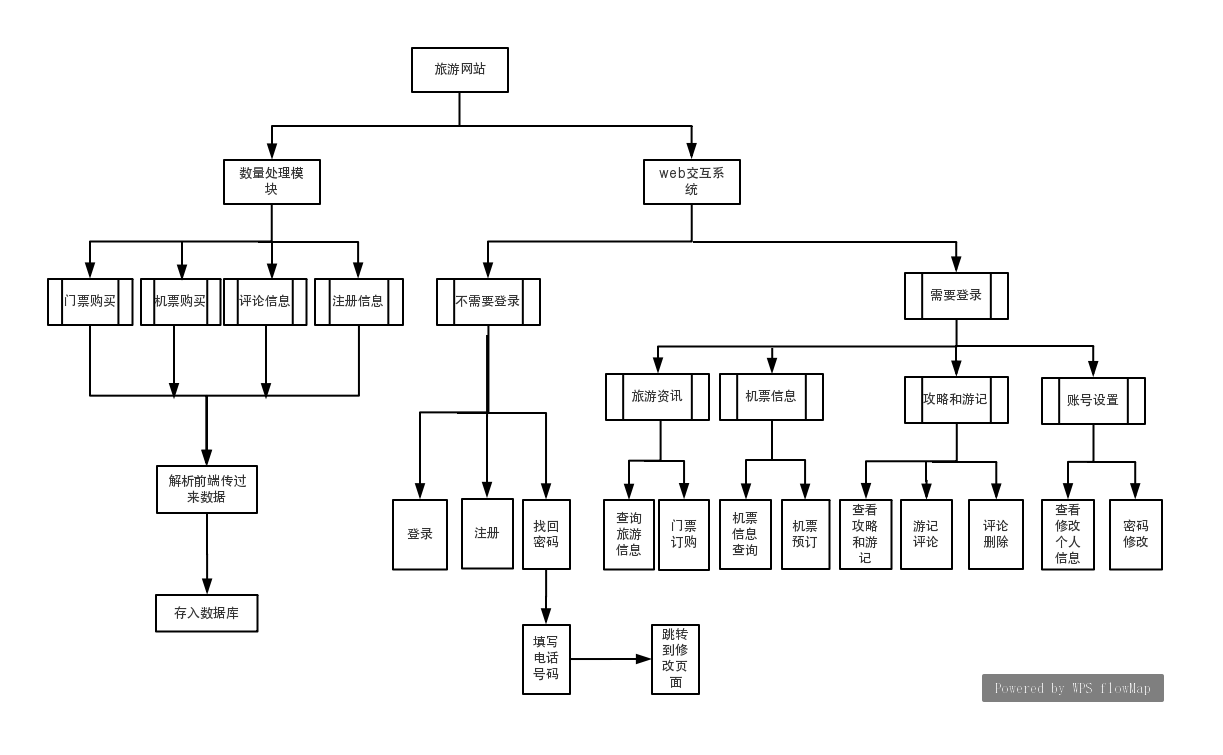 旅游网站
数量处理模
块
web交互系
统
门票购买
机票购买
评论信息
注册信息
不需要登录
需要登录
旅游资讯
机票信息
攻略和游记
账号设置
解析前端传过
来数据
登录
注册
找回
密码
查询
旅游
信息
门票
订购
机票
信息
查询
机票
预订
查看
攻略
和游
记
游记
评论
评论
删除
查看
修改
个人
信息
密码
修改
存入数据库
填写
电话
号码
跳转
到修
改页
面
Powered by WPS flowMap